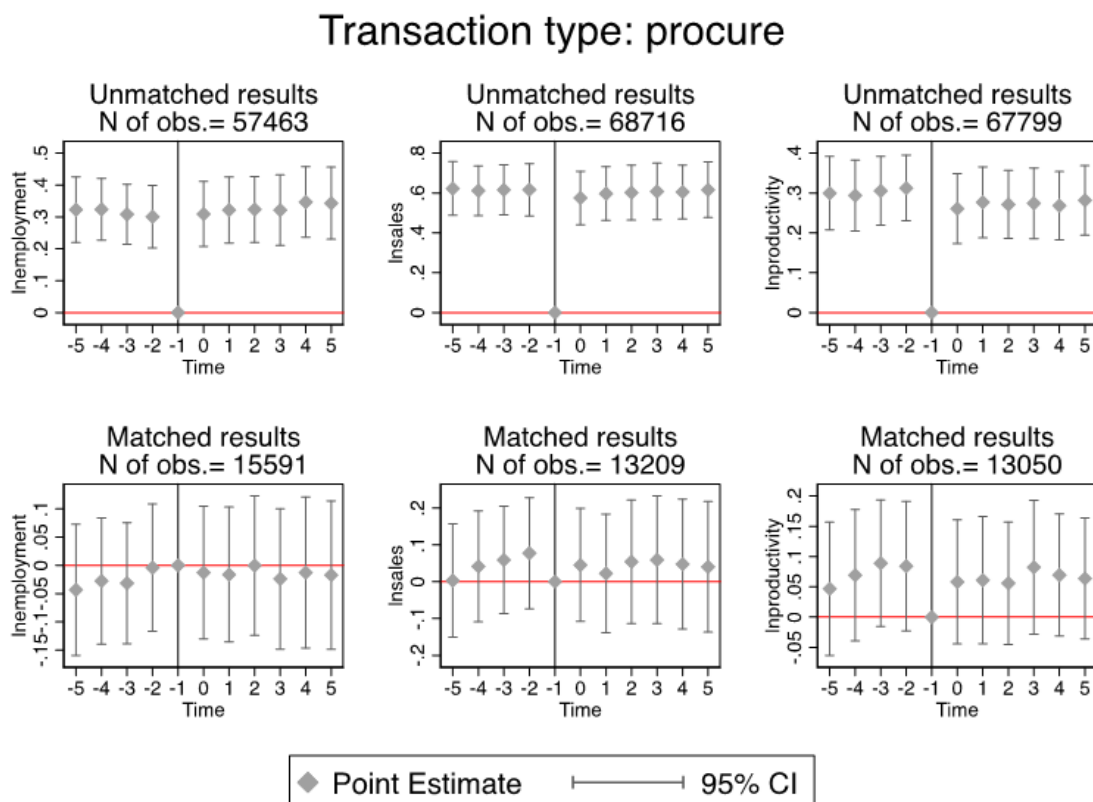 Transaction type: procure
Unmatched results
N of obs.= 57463
lnemployment
0 .1 .2 .3 .4 .5
-5 -4 -3 -2 -1 0 1 2 3 4 5
Time
Unmatched results
N of obs.= 68716
lnsales
0 .2 .4 .6 .8
-5 -4 -3 -2 -1 0 1 2 3 4 5
Time
Unmatched results
N of obs.= 67799
lnproductivity
0 .1 .2 .3 .4
-5 -4 -3 -2 -1 0 1 2 3 4 5
Time
Matched results
N of obs.= 15591
lnemployment
-.15 -.1 -.05 0 .05 .1
-5 -4 -3 -2 -1 0 1 2 3 4 5
Time
Matched results
N of obs.= 13209
lnsales
-.2 -.1 0 .1 .2
-5 -4 -3 -2 -1 0 1 2 3 4 5
Time
Matched results
N of obs.= 13050
lnproductivity
-.05 0 .05 .1 .15 .2
-5 -4 -3 -2 -1 0 1 2 3 4 5
Time
Point Estimate 95% CI